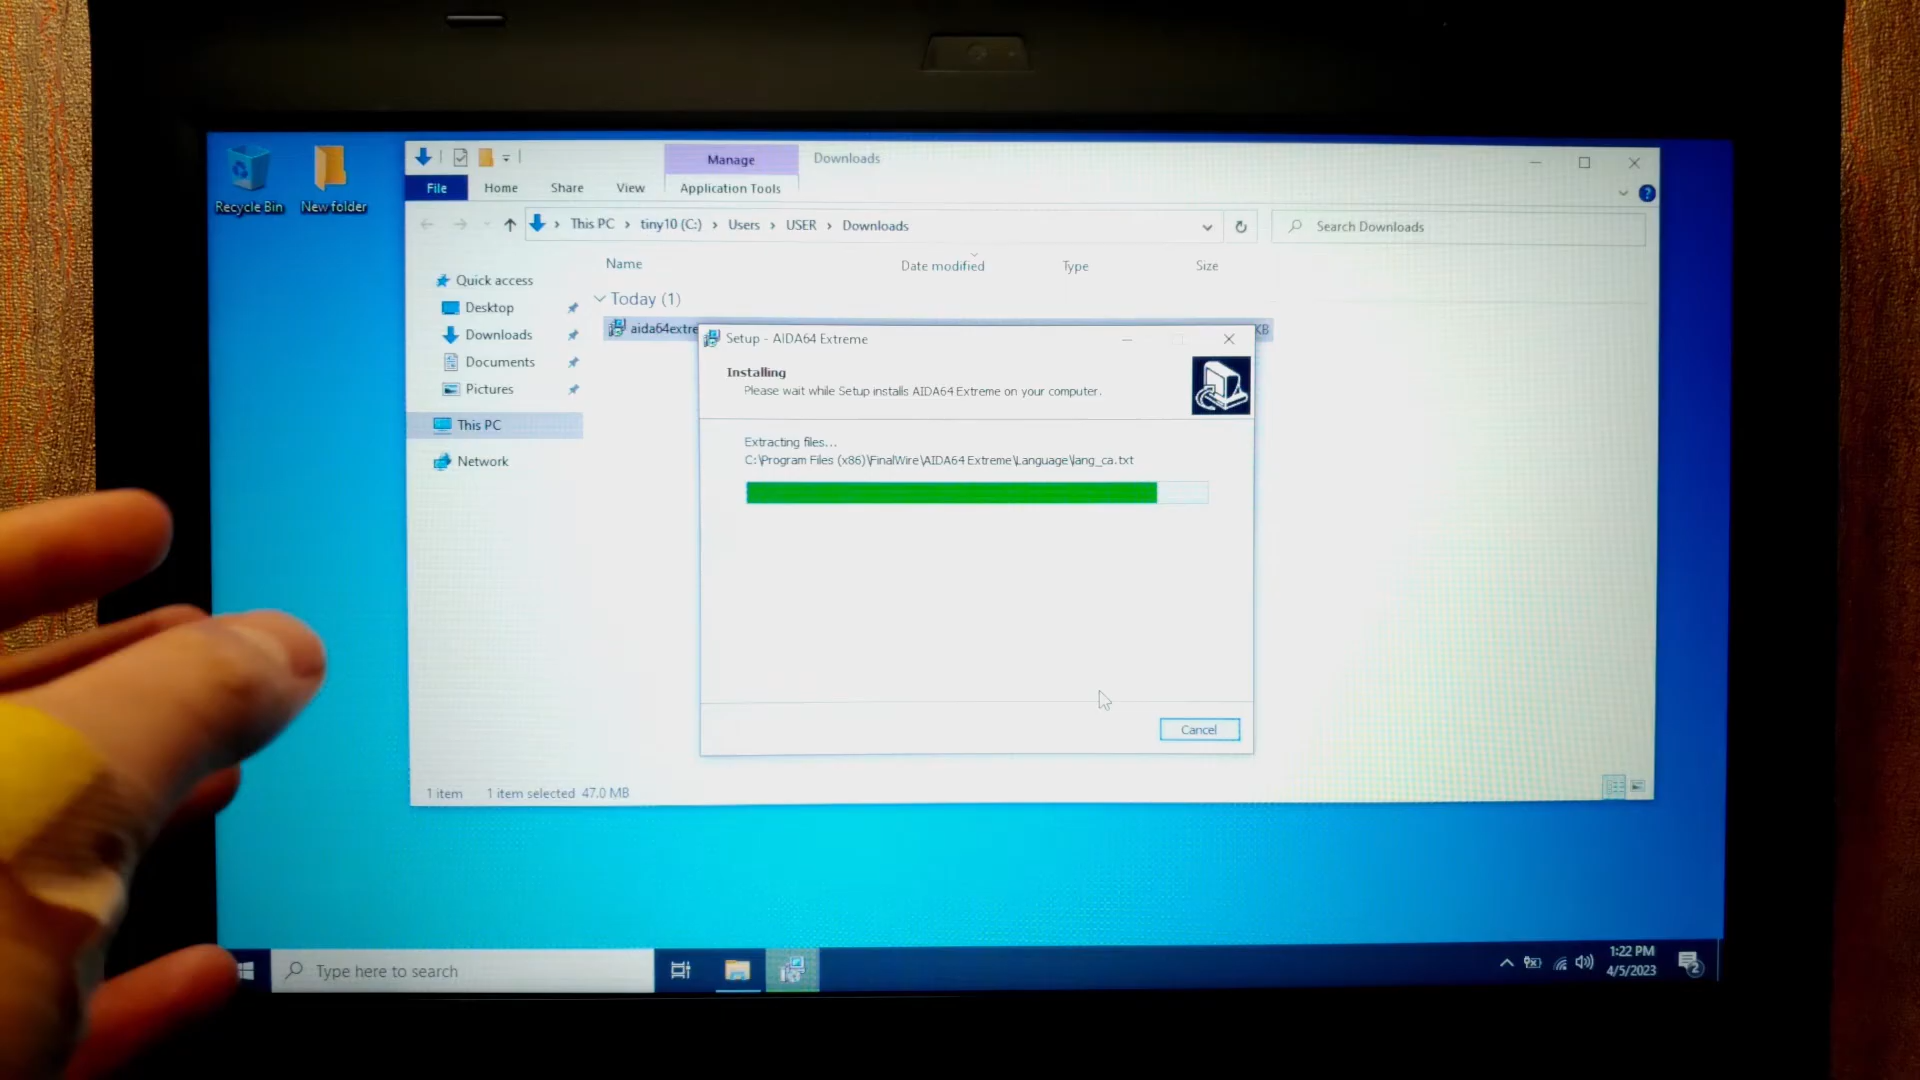 Recycle Bin
New folder
Manage
Downloads
File
Home
Share
View
Application Tools
This PC › tiny10 (C:) › Users › USER › Downloads
Search Downloads
Name
Date modified
Type
Size
Quick access
Desktop
Downloads
Documents
Pictures
This PC
Network
Today (1)
aida64extre
KB
Setup - AIDA64 Extreme
Installing
Please wait while Setup installs AIDA64 Extreme on your computer.
Extracting files...
C:\Program Files (x86)\FinalWire\AIDA64 Extreme\Language\lang_ca.txt
Cancel
1 item
1 item selected 47.0 MB
Type here to search
1:22 PM
4/5/2023
2